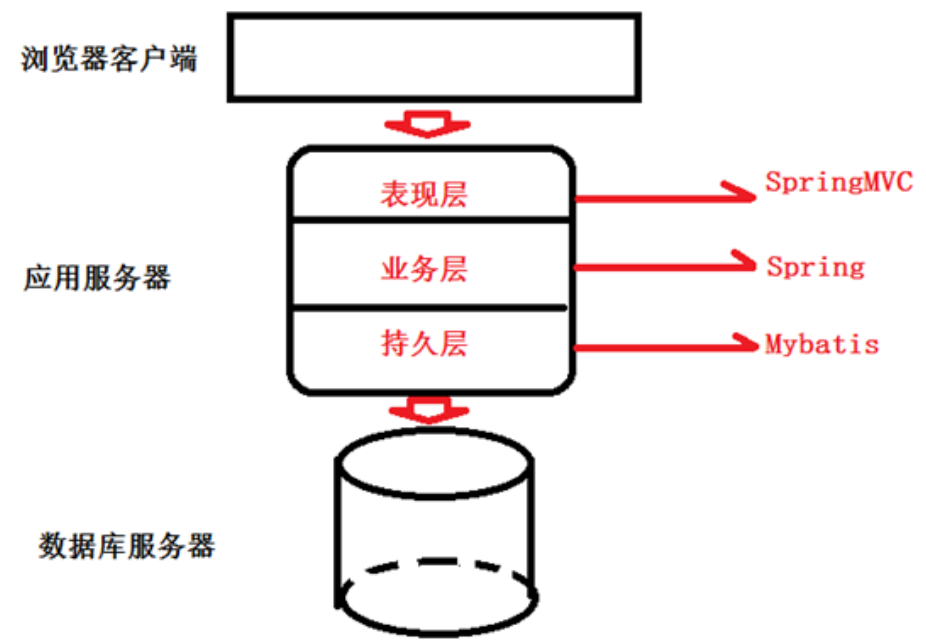 浏览器客户端
表现层
SpringMVC
应用服务器
业务层
Spring
持久层
Mybatis
数据库服务器